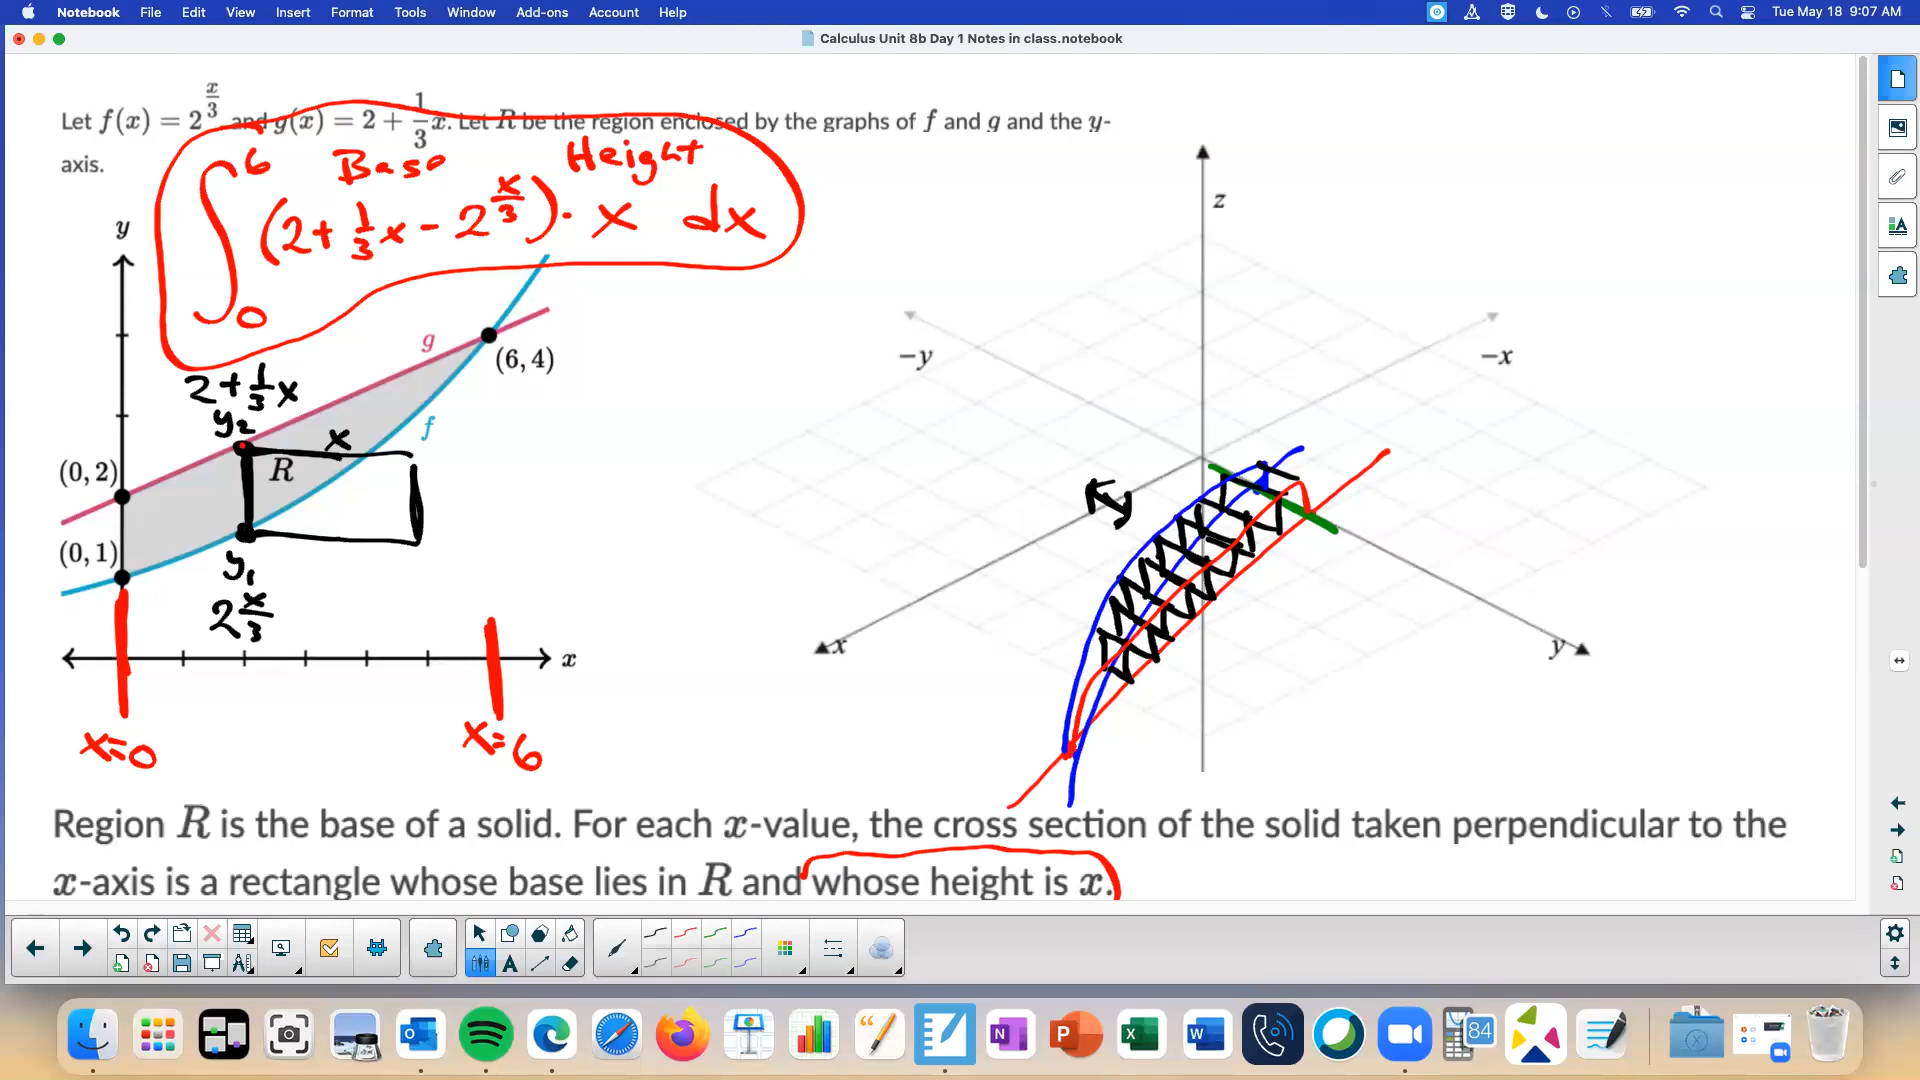 Notebook File Edit View Insert Format Tools Window Add-ons Account Help Tue May 18 9:07 AM
Calculus Unit 8b Day 1 Notes in class.notebook
Let f(x) = 2^{x/3} and g(x) = 2 + 1/3 x. Let R be the region enclosed by the graphs of f and g and the y-
axis.
Base Height
∫_0^6 (2 + 1/3 x - 2^{x/3}) · x dx
y
z
g
(6, 4)
-y
-x
2 + 1/3 x
y2
x
f
(0, 2)
R
(0, 1)
y1
2^{x/3}
x
x
y
x=0
x=6
Region R is the base of a solid. For each x-value, the cross section of the solid taken perpendicular to the
x-axis is a rectangle whose base lies in R and whose height is x.
A
A
N
P
X
W
84
X